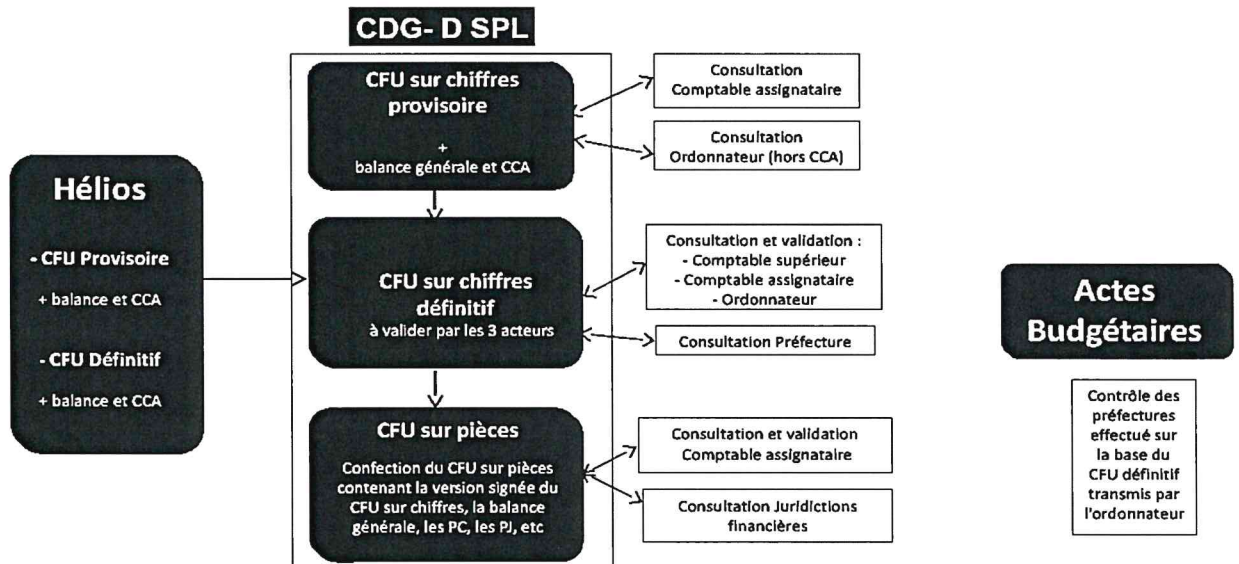 CDG- D SPL
Hélios
- CFU Provisoire
+ balance et CCA
- CFU Définitif
+ balance et CCA
CFU sur chiffres
provisoire
+
balance générale et CCA
Consultation
Comptable assignataire
Consultation
Ordonnateur (hors CCA)
CFU sur chiffres
définitif
à valider par les 3 acteurs
Consultation et validation :
- Comptable supérieur
- Comptable assignataire
- Ordonnateur
Consultation Préfecture
CFU sur pièces
Confection du CFU sur pièces
contenant la version signée du
CFU sur chiffres, la balance
générale, les PC, les PJ, etc
Consultation et validation
Comptable assignataire
Consultation Juridictions
financières
Actes
Budgétaires
Contrôle des
préfectures
effectué sur
la base du
CFU définitif
transmis par
l'ordonnateur